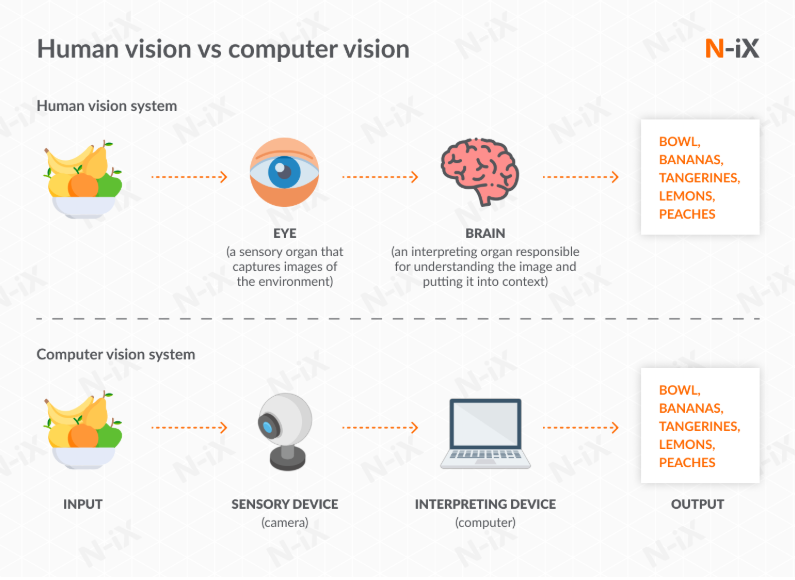 Human vision vs computer vision
N-iX
Human vision system
BOWL,
BANANAS,
TANGERINES,
LEMONS,
PEACHES
EYE
(a sensory organ that
captures images of
the environment)
BRAIN
(an interpreting organ responsible
for understanding the image and
putting it into context)
Computer vision system
BOWL,
BANANAS,
TANGERINES,
LEMONS,
PEACHES
INPUT
SENSORY DEVICE
(camera)
INTERPRETING DEVICE
(computer)
OUTPUT